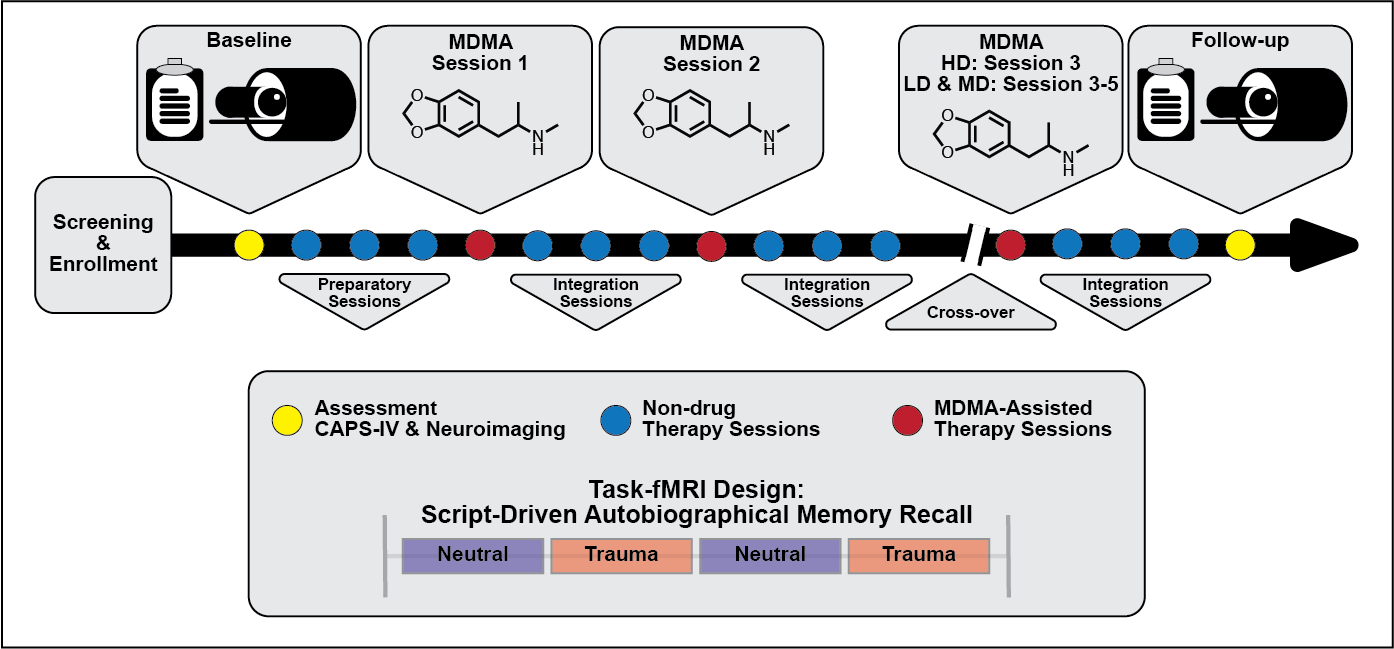 Baseline
MDMA
Session 1
MDMA
Session 2
MDMA
HD: Session 3
LD & MD: Session 3-5
Follow-up
O
O
N
H
O
O
N
H
O
O
N
H
Screening
&
Enrollment
Preparatory
Sessions
Integration
Sessions
Integration
Sessions
Cross-over
Integration
Sessions
Assessment
CAPS-IV & Neuroimaging
Non-drug
Therapy Sessions
MDMA-Assisted
Therapy Sessions
Task-fMRI Design:
Script-Driven Autobiographical Memory Recall
Neutral
Trauma
Neutral
Trauma